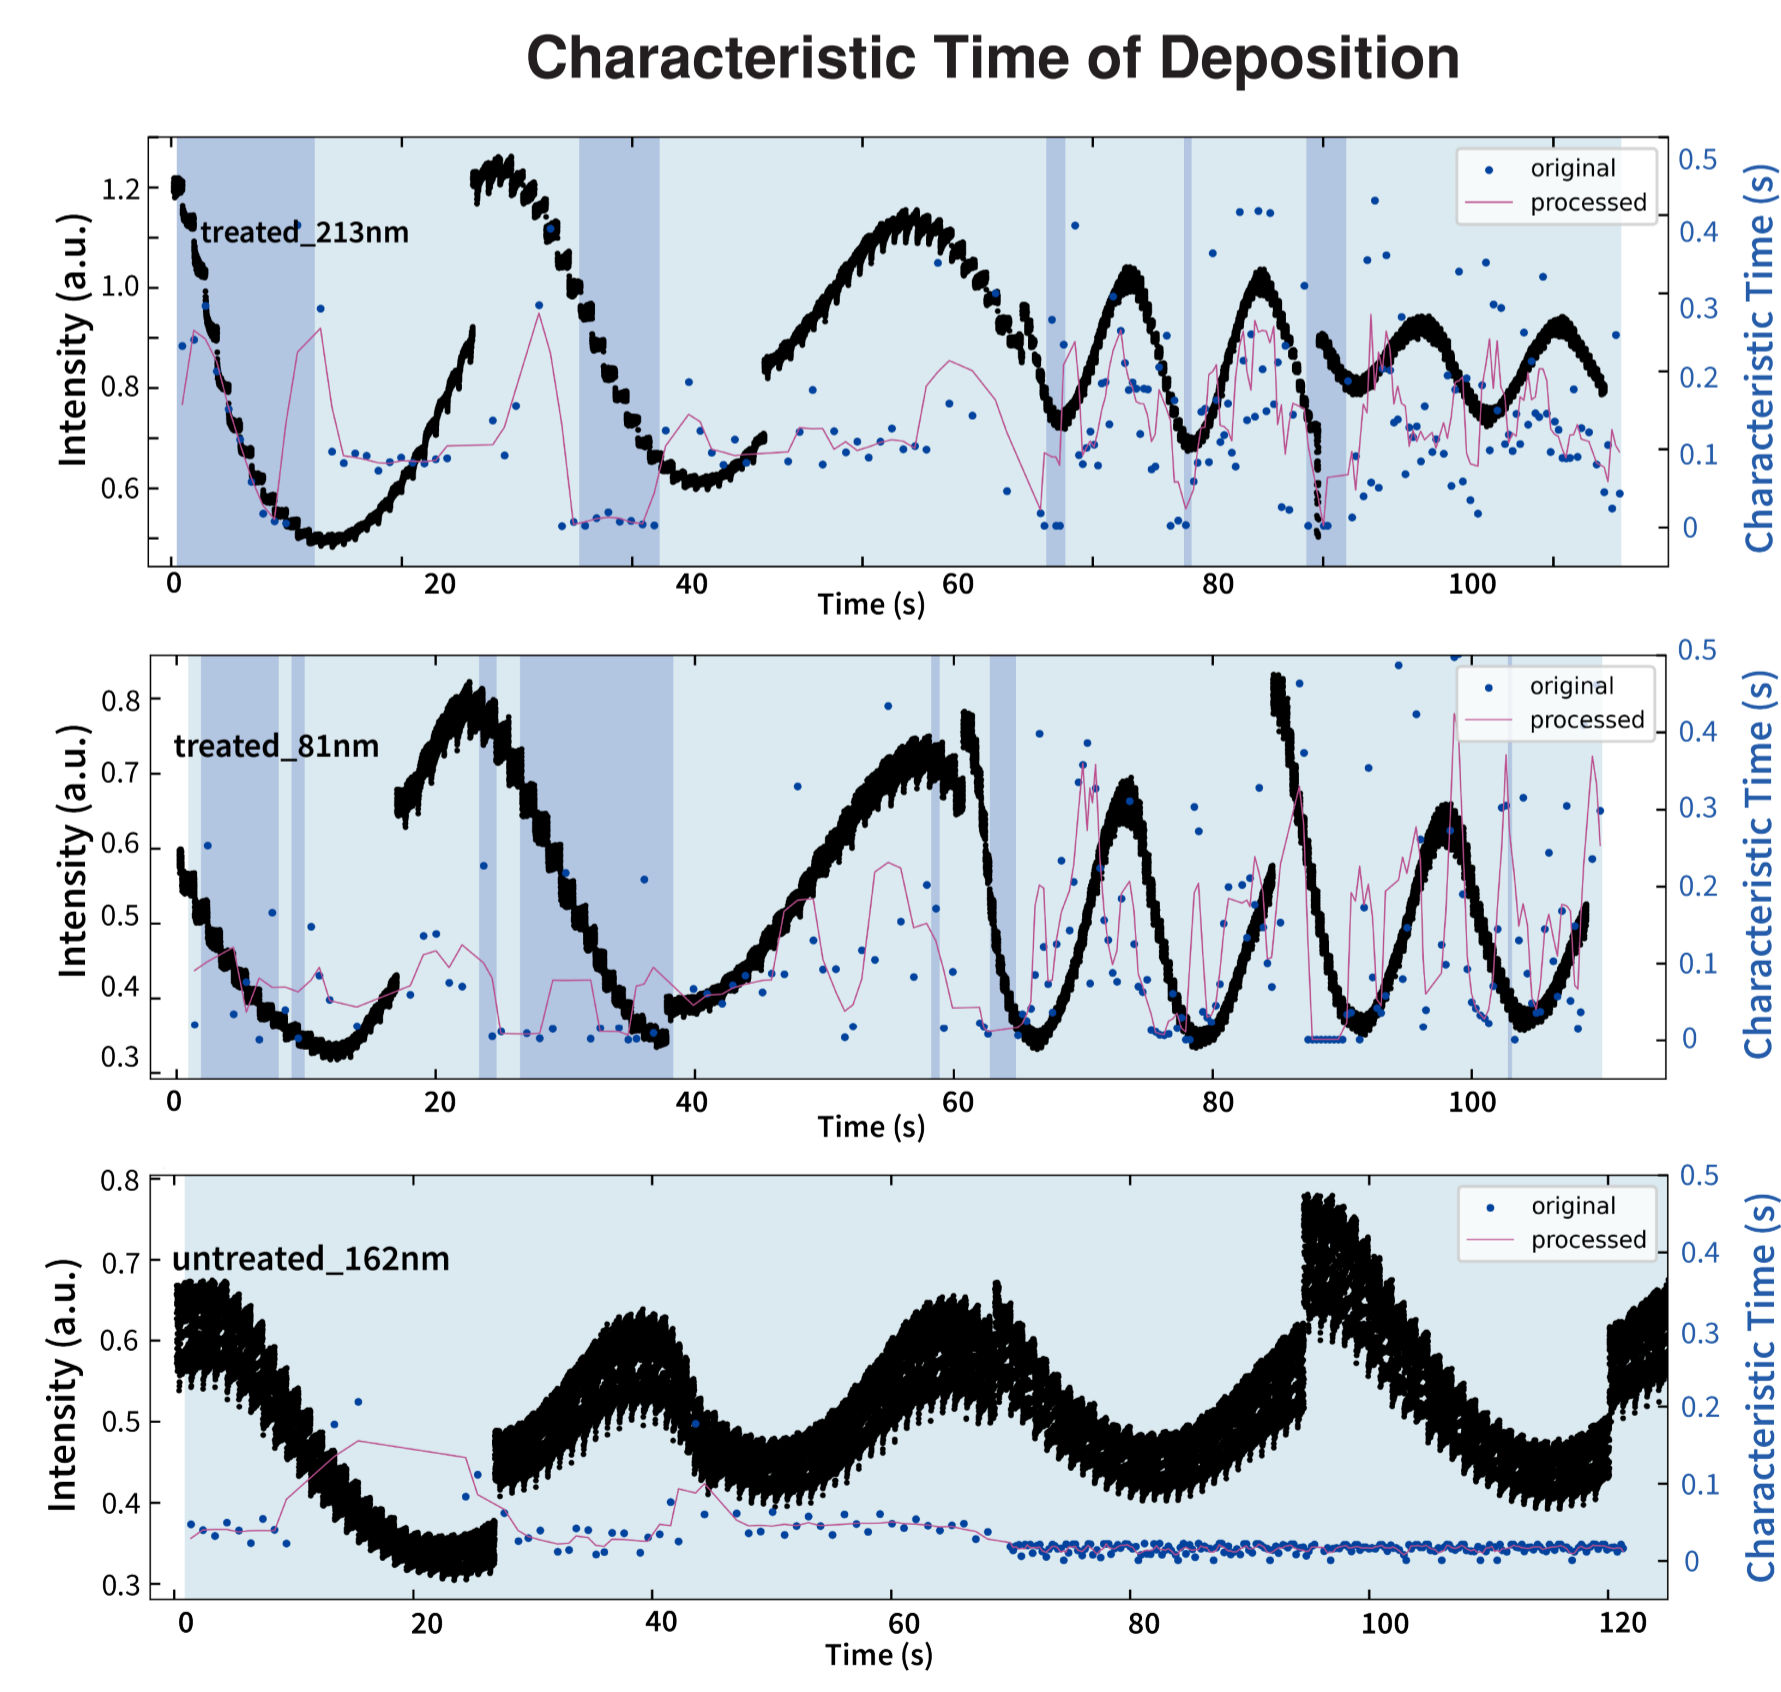 Characteristic Time of Deposition
treated_213nm
original
processed
Intensity (a.u.)
1.2
1.0
0.8
0.6
0.5
0.4
0.3
0.2
0.1
0
Characteristic Time (s)
0 20 40 60 80 100
Time (s)
treated_81nm
original
processed
Intensity (a.u.)
0.8
0.7
0.6
0.5
0.4
0.3
0.5
0.4
0.3
0.2
0.1
0
Characteristic Time (s)
0 20 40 60 80 100
Time (s)
untreated_162nm
original
processed
Intensity (a.u.)
0.8
0.7
0.6
0.5
0.4
0.3
0.5
0.4
0.3
0.2
0.1
0
Characteristic Time (s)
0 20 40 60 80 100 120
Time (s)